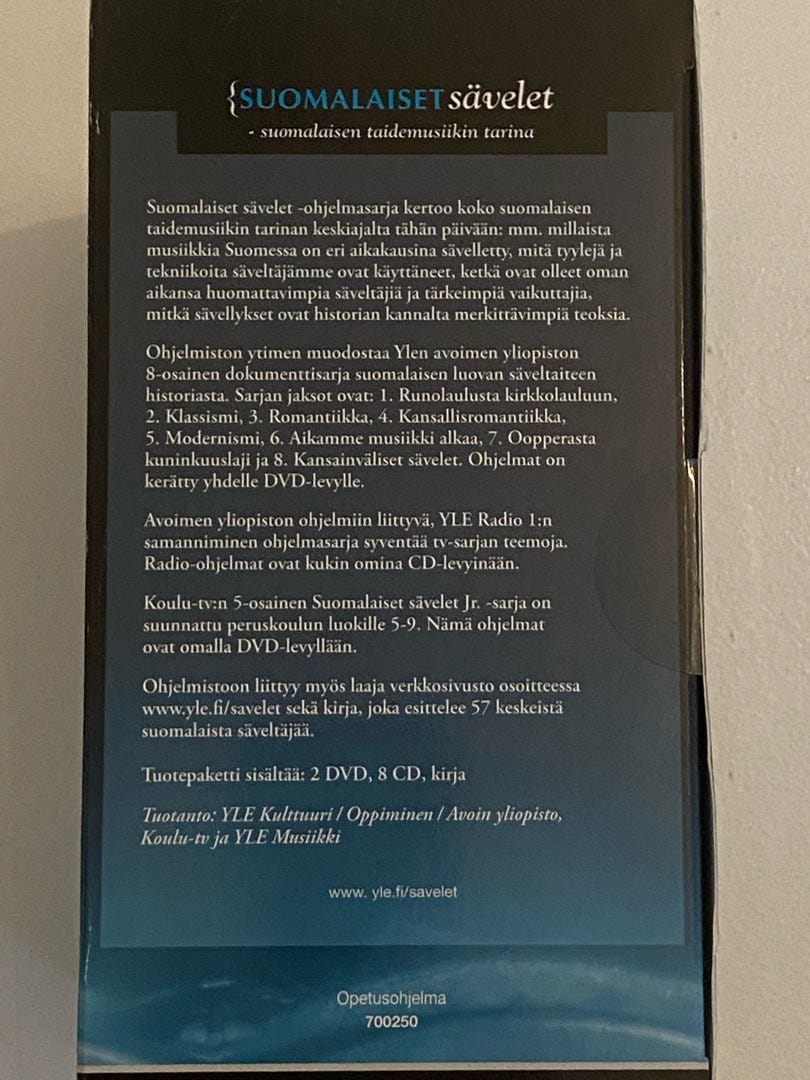 {SUOMALAISET sävelet
- suomalaisen taidemusiikin tarina
Suomalaiset sävelet -ohjelmasarja kertoo koko suomalaisen
taidemusiikin tarinan keskiajalta tähän päivään: mm. millaista
musiikkia Suomessa on eri aikakausina sävelletty, mitä tyylejä ja
tekniikoita säveltäjämme ovat käyttäneet, ketkä ovat olleet oman
aikansa huomattavimpia säveltäjiä ja tärkeimpiä vaikuttajia,
mitkä sävellykset ovat historian kannalta merkittävimpiä teoksia.
Ohjelmiston ytimen muodostaa Ylen avoimen yliopiston
8-osainen dokumenttisarja suomalaisen luovan säveltaiteen
historiasta. Sarjan jaksot ovat: 1. Runolaulusta kirkkolauluun,
2. Klassismi, 3. Romantiikka, 4. Kansallisromantiikka,
5. Modernismi, 6. Aikamme musiikki alkaa, 7. Oopperasta
kuninkuuslaji ja 8. Kansainväliset sävelet. Ohjelmat on
kerätty yhdelle DVD-levylle.
Avoimen yliopiston ohjelmiin liittyvä, YLE Radio 1:n
samanniminen ohjelmasarja syventää tv-sarjan teemoja.
Radio-ohjelmat ovat kukin omina CD-levyinään.
Koulu-tv:n 5-osainen Suomalaiset sävelet Jr. -sarja on
suunnattu peruskoulun luokille 5-9. Nämä ohjelmat
ovat omalla DVD-levyllään.
Ohjelmistoon liittyy myös laaja verkkosivusto osoitteessa
www.yle.fi/savelet sekä kirja, joka esittelee 57 keskeistä
suomalaista säveltäjää.
Tuotepaketti sisältää: 2 DVD, 8 CD, kirja
Tuotanto: YLE Kulttuuri / Oppiminen / Avoin yliopisto,
Koulu-tv ja YLE Musiikki
www. yle.fi/savelet
Opetusohjelma
700250